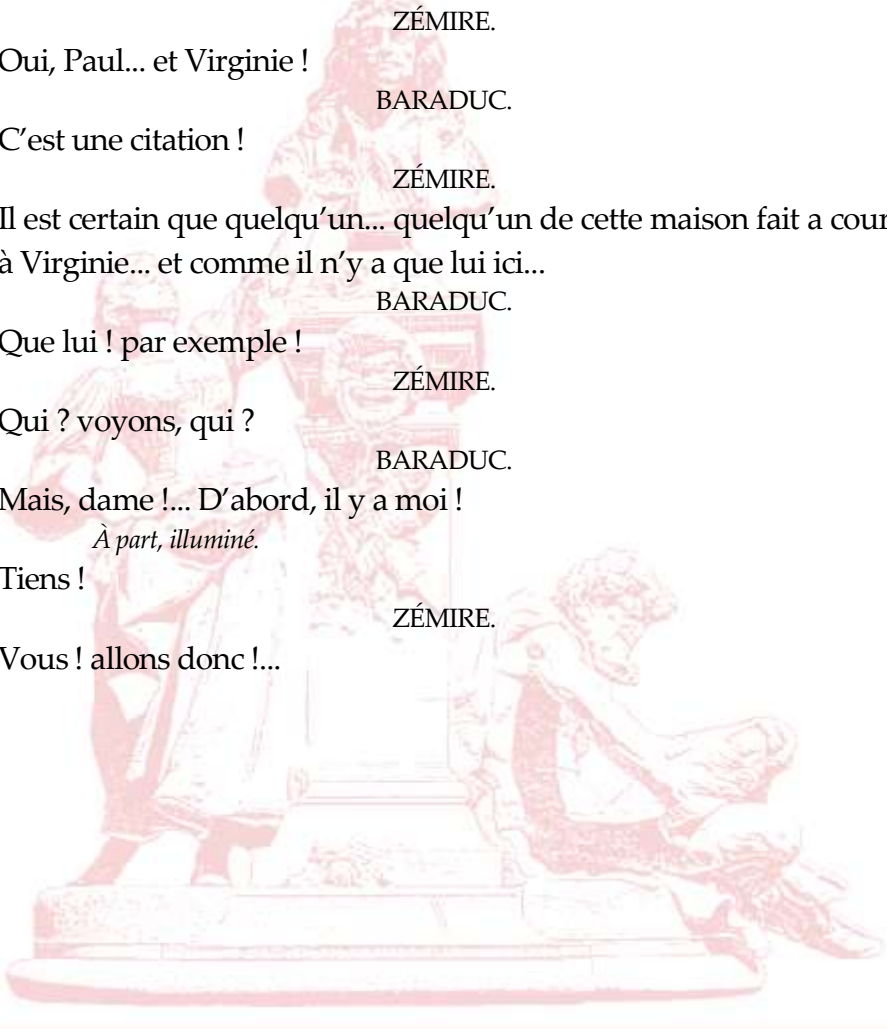 ZÉMIRE.
Oui, Paul... et Virginie !
BARADUC.
C’est une citation !
ZÉMIRE.
Il est certain que quelqu’un... quelqu’un de cette maison fait a cour
à Virginie... et comme il n’y a que lui ici...
BARADUC.
Que lui ! par exemple !
ZÉMIRE.
Qui ? voyons, qui ?
BARADUC.
Mais, dame !... D’abord, il y a moi !
À part, illuminé.
Tiens !
ZÉMIRE.
Vous ! allons donc !...